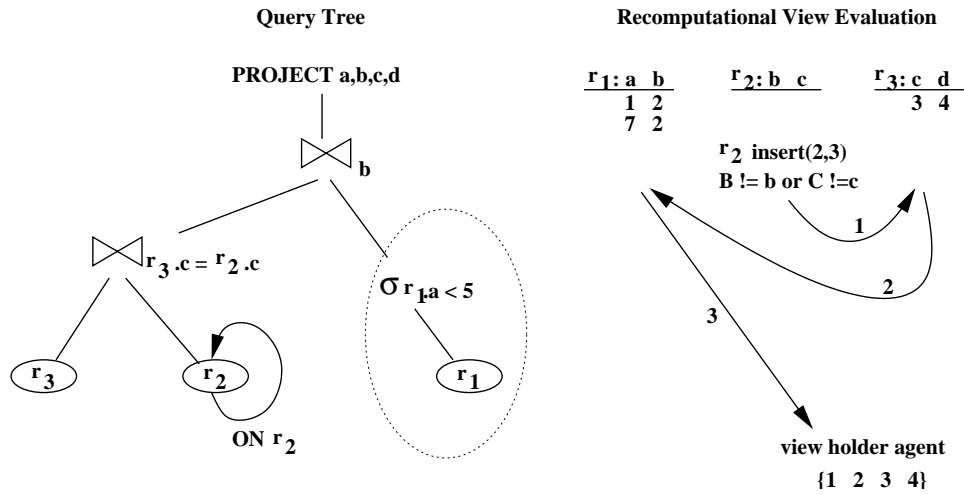 Query Tree
PROJECT a,b,c,d
b
r3 .c = r2 .c
σ r1.a < 5
r3
r2
r1
ON r2
Recomputational View Evaluation
r1: a b
1 2
7 2
r2: b c
r3: c d
3 4
r2 insert(2,3)
B != b or C !=c
1
2
3
view holder agent
{1 2 3 4}